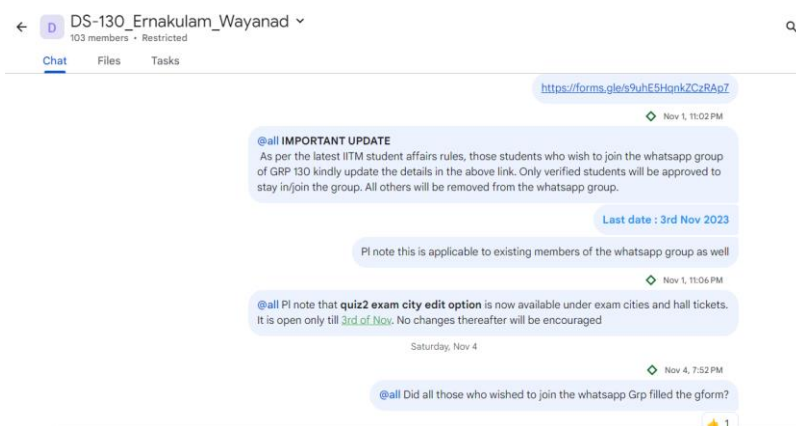 D DS-130_Ernakulam_Wayanad
103 members • Restricted
Chat Files Tasks
https://forms.gle/s9uhE5HqnkZCzRAp7
Nov 1, 11:02 PM
@all IMPORTANT UPDATE
As per the latest IITM student affairs rules, those students who wish to join the whatsapp group
of GRP 130 kindly update the details in the above link. Only verified students will be approved to
stay in/join the group. All others will be removed from the whatsapp group.
Last date : 3rd Nov 2023
Pl note this is applicable to existing members of the whatsapp group as well
Nov 1, 11:06 PM
@all Pl note that quiz2 exam city edit option is now available under exam cities and hall tickets.
It is open only till 3rd of Nov. No changes thereafter will be encouraged
Saturday, Nov 4
Nov 4, 7:52 PM
@all Did all those who wished to join the whatsapp Grp filled the gform?
1